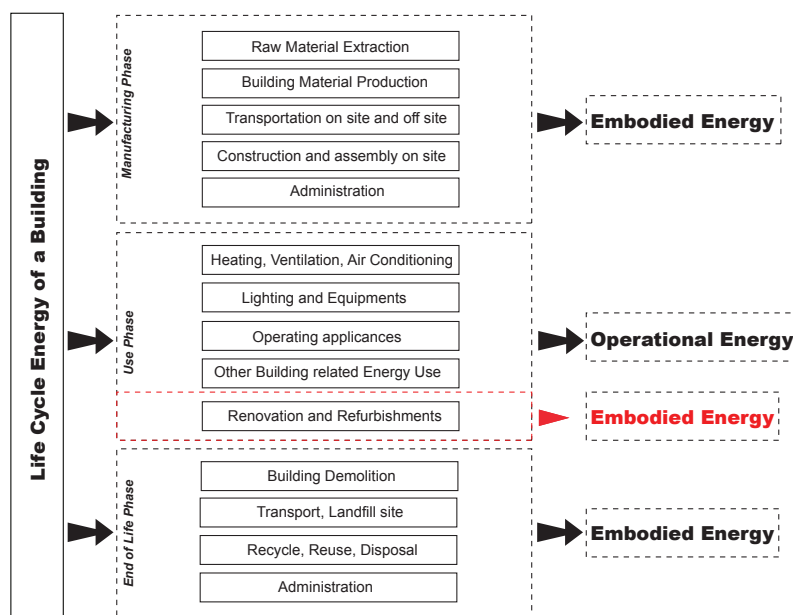 Life Cycle Energy of a Building
Manufacturing Phase
Raw Material Extraction
Building Material Production
Transportation on site and off site
Construction and assembly on site
Administration
Embodied Energy
Use Phase
Heating, Ventilation, Air Conditioning
Lighting and Equipments
Operating applicances
Other Building related Energy Use
Operational Energy
Renovation and Refurbishments
Embodied Energy
End of Life Phase
Building Demolition
Transport, Landfill site
Recycle, Reuse, Disposal
Administration
Embodied Energy